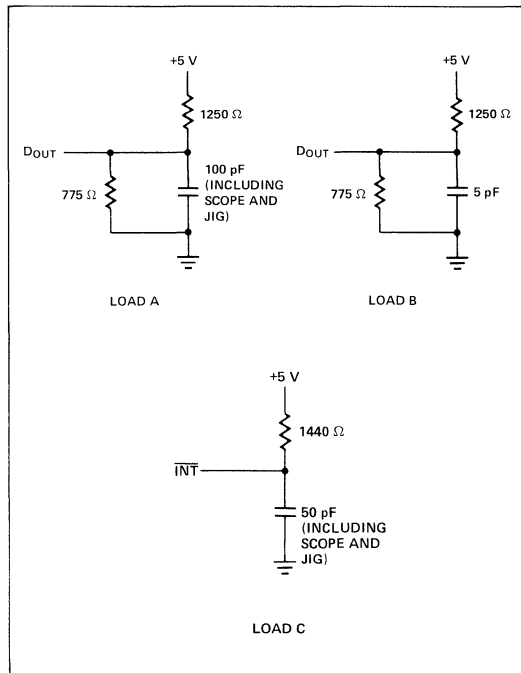 +5 V
1250 Ω
DOUT
775 Ω
100 pF
(INCLUDING
SCOPE AND
JIG)
LOAD A
+5 V
1250 Ω
DOUT
775 Ω
5 pF
LOAD B
+5 V
1440 Ω
INT
50 pF
(INCLUDING
SCOPE AND
JIG)
LOAD C